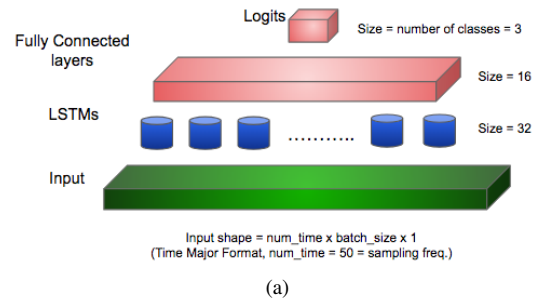 Logits
Size = number of classes = 3
Fully Connected
layers
Size = 16
LSTMs
Size = 32
...........
Input
Input shape = num_time x batch_size x 1
(Time Major Format, num_time = 50 = sampling freq.)
(a)